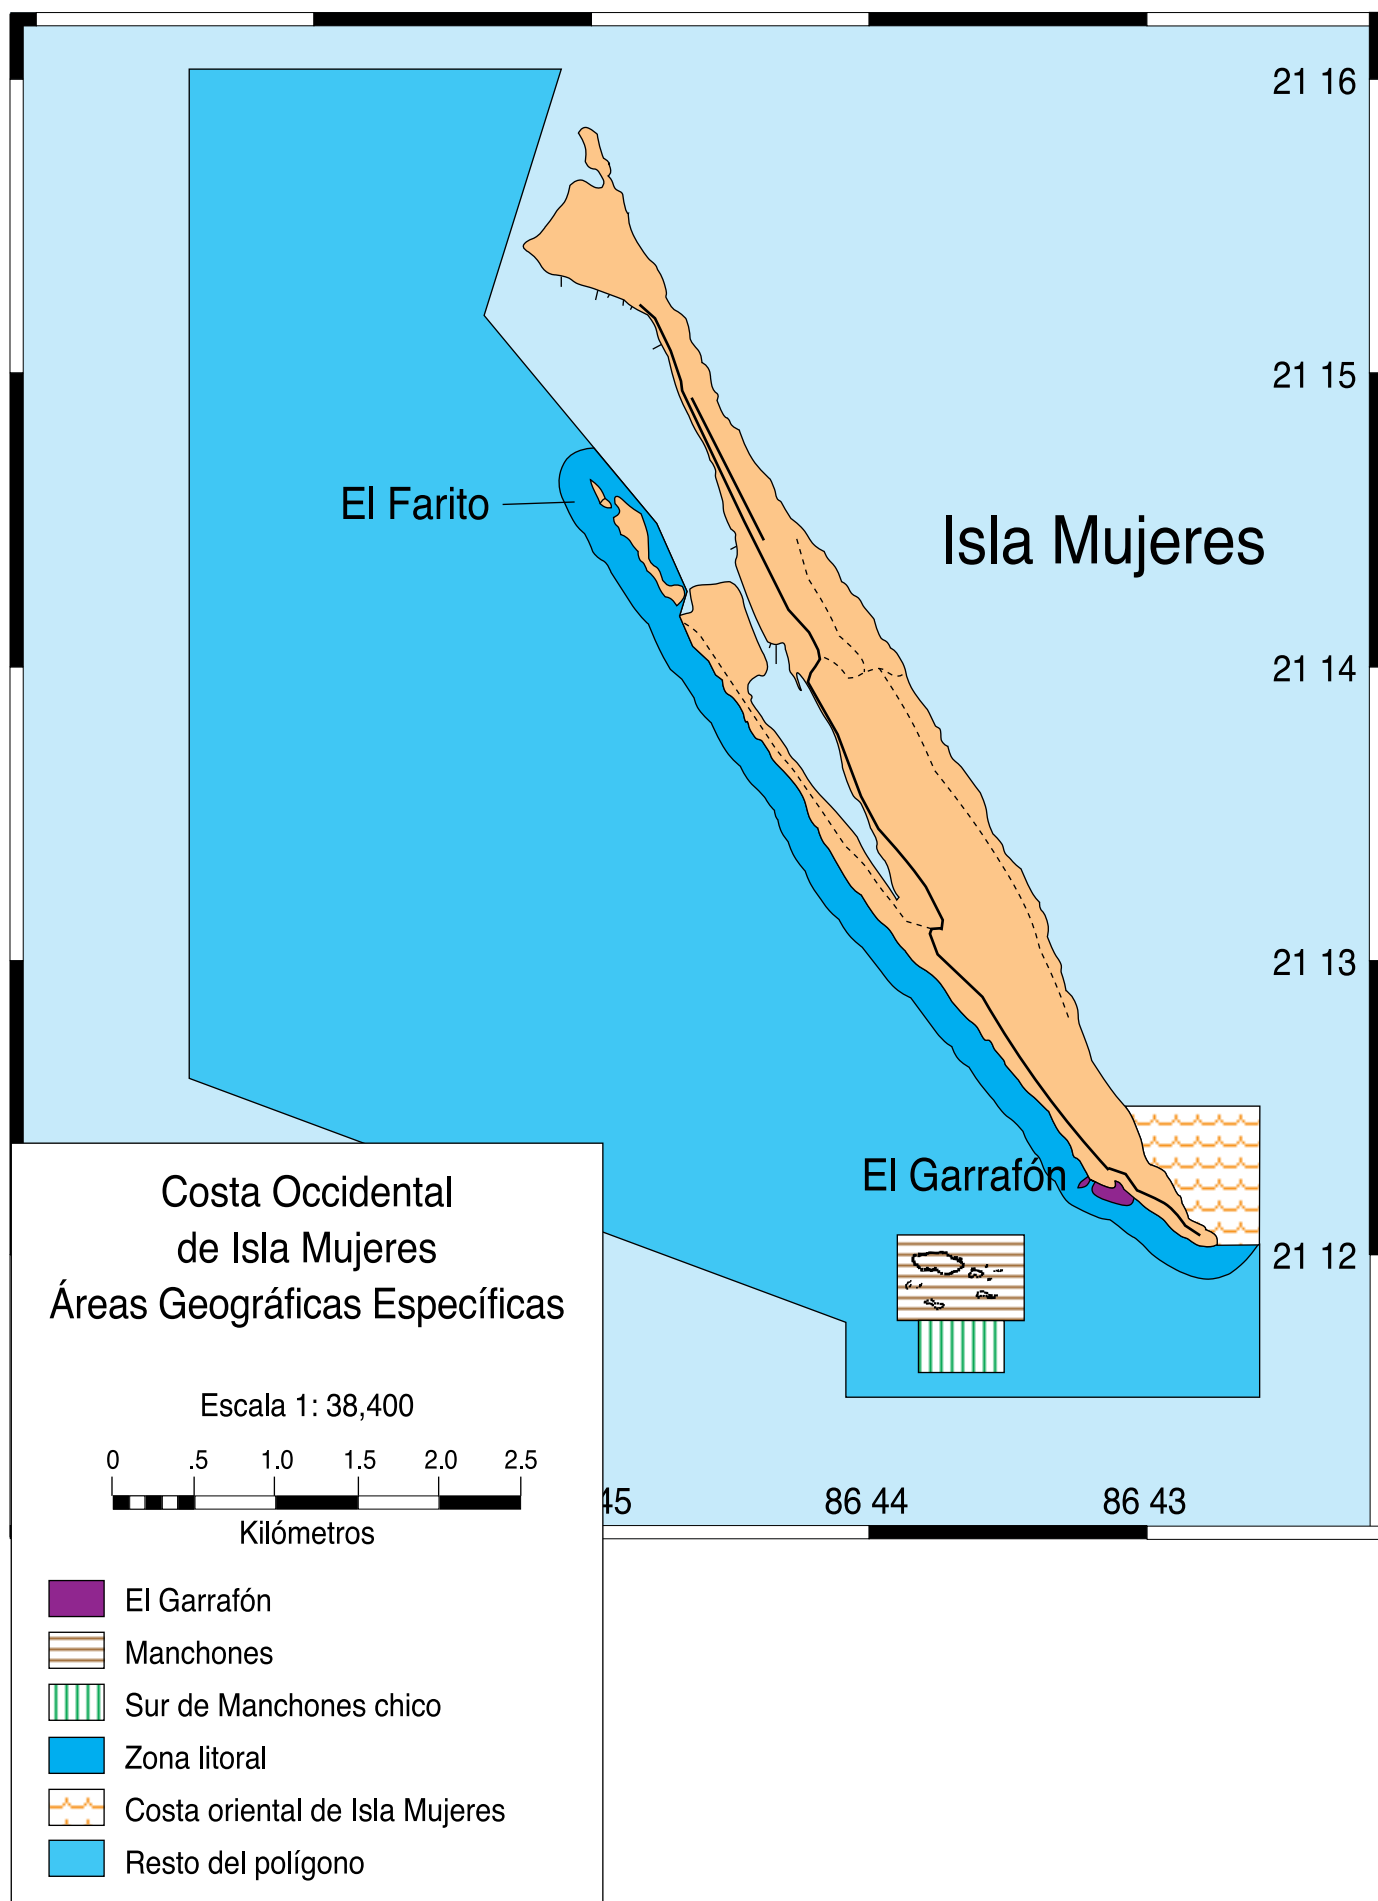 21 16
21 15
El Farito
Isla Mujeres
21 14
21 13
El Garrafón
21 12
Costa Occidental
de Isla Mujeres
Áreas Geográficas Específicas
Escala 1: 38,400
0 .5 1.0 1.5 2.0 2.5
Kilómetros
45 86 44 86 43
El Garrafón
Manchones
Sur de Manchones chico
Zona litoral
Costa oriental de Isla Mujeres
Resto del polígono